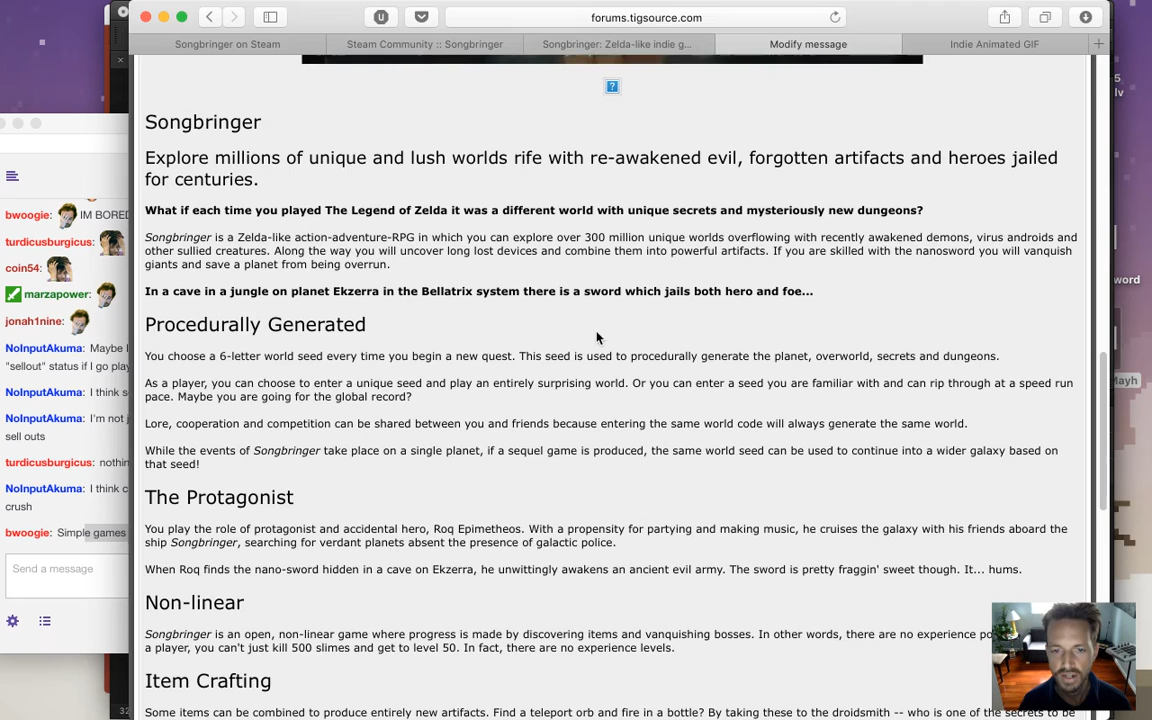 forums.tigsource.com
Songbringer on Steam
Steam Community :: Songbringer
Songbringer: Zelda-like indie g...
Modify message
Indie Animated GIF
Songbringer
Explore millions of unique and lush worlds rife with re-awakened evil, forgotten artifacts and heroes jailed
for centuries.
What if each time you played The Legend of Zelda it was a different world with unique secrets and mysteriously new dungeons?
Songbringer is a Zelda-like action-adventure-RPG in which you can explore over 300 million unique worlds overflowing with recently awakened demons, virus androids and
other sullied creatures. Along the way you will uncover long lost devices and combine them into powerful artifacts. If you are skilled with the nanosword you will vanquish
giants and save a planet from being overrun.
In a cave in a jungle on planet Ekzerra in the Bellatrix system there is a sword which jails both hero and foe...
Procedurally Generated
You choose a 6-letter world seed every time you begin a new quest. This seed is used to procedurally generate the planet, overworld, secrets and dungeons.
As a player, you can choose to enter a unique seed and play an entirely surprising world. Or you can enter a seed you are familiar with and can rip through at a speed run
pace. Maybe you are going for the global record?
Lore, cooperation and competition can be shared between you and friends because entering the same world code will always generate the same world.
While the events of Songbringer take place on a single planet, if a sequel game is produced, the same world seed can be used to continue into a wider galaxy based on
that seed!
The Protagonist
You play the role of protagonist and accidental hero, Roq Epimetheos. With a propensity for partying and making music, he cruises the galaxy with his friends aboard the
ship Songbringer, searching for verdant planets absent the presence of galactic police.
When Roq finds the nano-sword hidden in a cave on Ekzerra, he unwittingly awakens an ancient evil army. The sword is pretty fraggin' sweet though. It... hums.
Non-linear
Songbringer is an open, non-linear game where progress is made by discovering items and vanquishing bosses. In other words, there are no experience
a player, you can't just kill 500 slimes and get to level 50. In fact, there are no experience levels.
Item Crafting
Some items can be combined to produce entirely new artifacts. Find a teleport orb and fire in a bottle? By taking these to the droidsmith -- who is one of the secrets to be
bwoogie: IM BORED
turdicusburgicus:
coin54:
marzapower:
jonah1nine:
NoInputAkuma: Maybe
"sellout" status if I go play
NoInputAkuma: I think
NoInputAkuma: I'm not
sell outs
turdicusburgicus:
NoInputAkuma: I think
crush
bwoogie: Simple games
Send a message